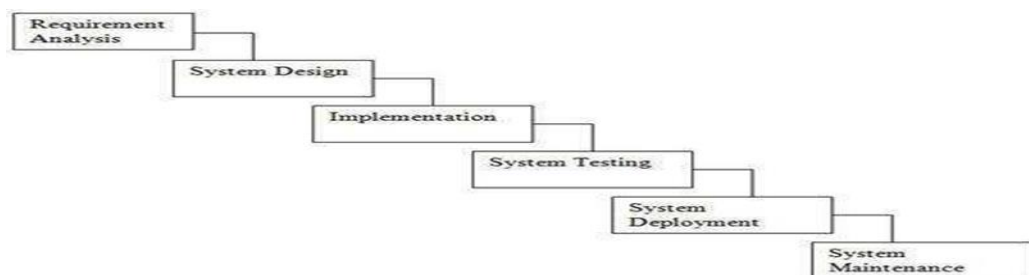 Requirement
Analysis
System Design
Implementation
System Testing
System
Deployment
System
Maintenance